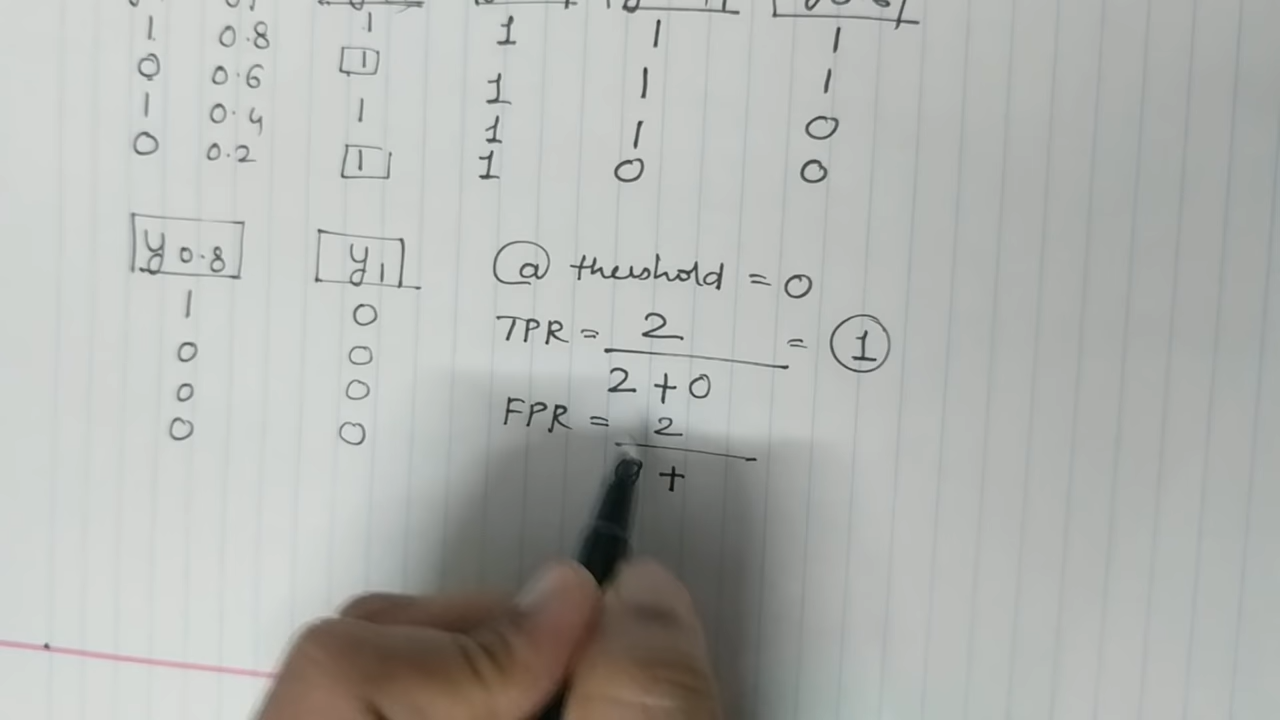 1 0.8 1 1 1 1
0 0.6 1 1 1 1
1 0.4 1 1 1 0
0 0.2 1 1 0 0
y0.8 y1 @ threshold = 0
1 0 TPR = 2 / 2 + 0 = 1
0 0
0 0 FPR = 2 / 0 +
0 0